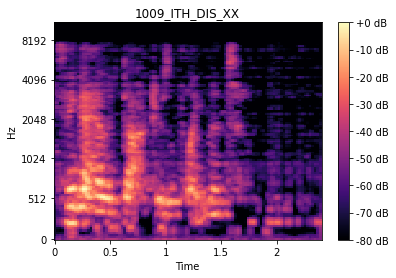 1009_ITH_DIS_XX
+0 dB
8192
-10 dB
4096
-20 dB
-30 dB
2048
Hz
-40 dB
1024
-50 dB
512
-60 dB
-70 dB
0
-80 dB
0 0.5 1 1.5 2
Time